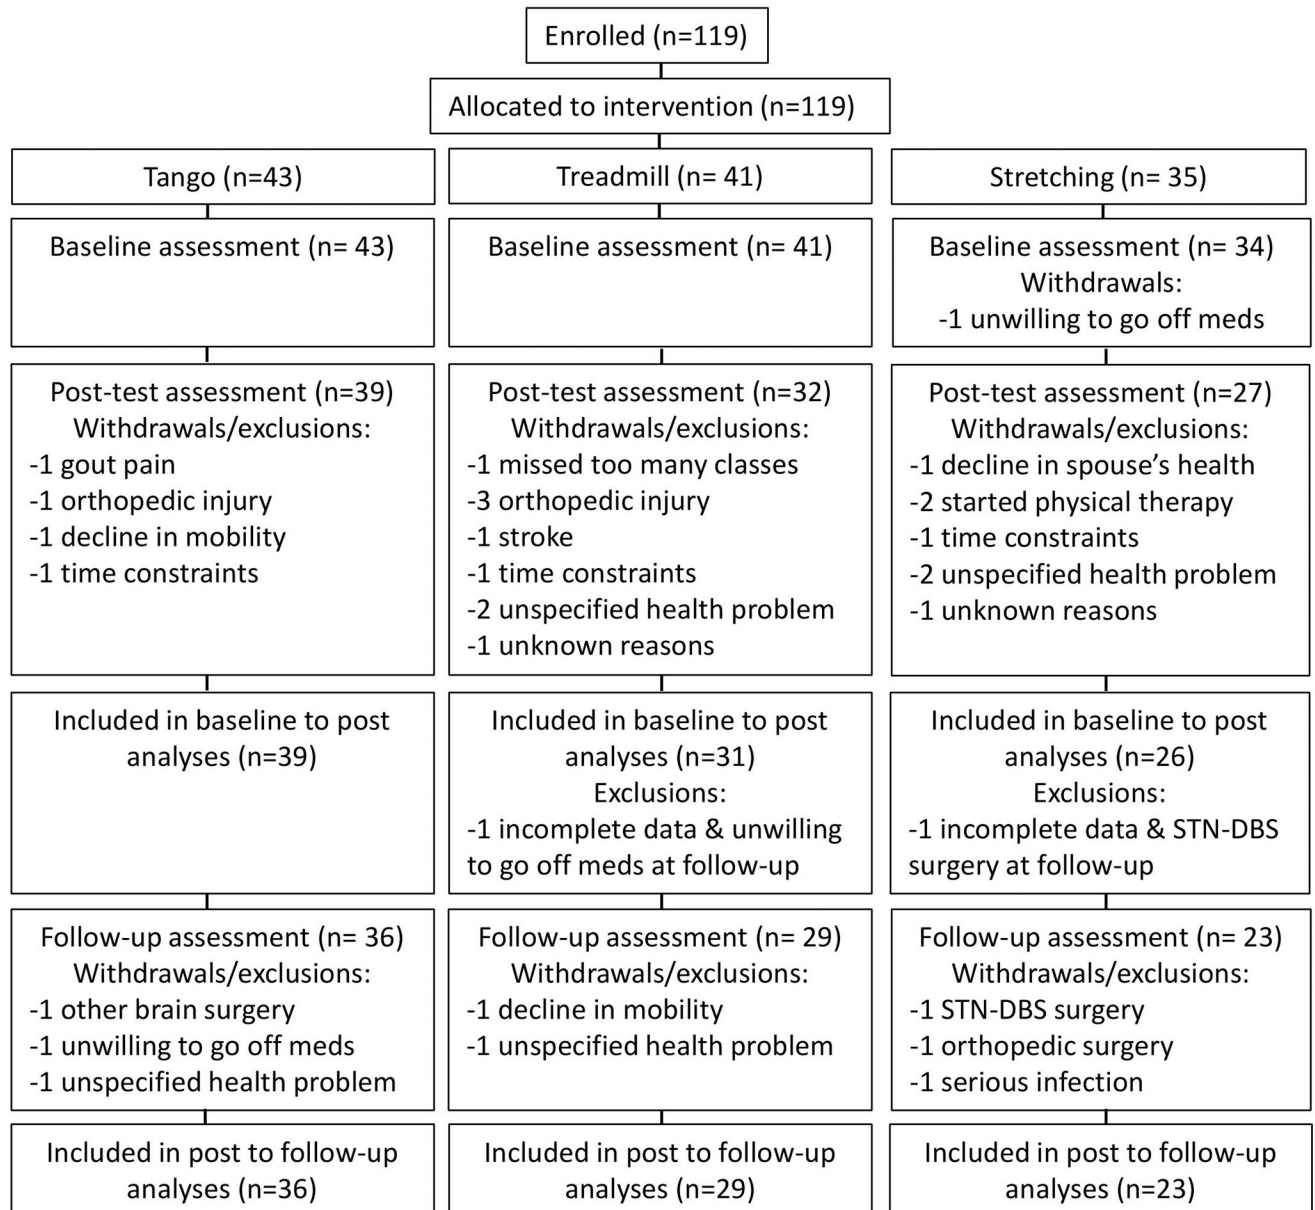 Enrolled (n=119)
Allocated to intervention (n=119)
Tango (n=43)
Treadmill (n= 41)
Stretching (n= 35)
Baseline assessment (n= 43)
Baseline assessment (n= 41)
Baseline assessment (n= 34)
Withdrawals:
-1 unwilling to go off meds
Post-test assessment (n=39)
Withdrawals/exclusions:
-1 gout pain
-1 orthopedic injury
-1 decline in mobility
-1 time constraints
Post-test assessment (n=32)
Withdrawals/exclusions:
-1 missed too many classes
-3 orthopedic injury
-1 stroke
-1 time constraints
-2 unspecified health problem
-1 unknown reasons
Post-test assessment (n=27)
Withdrawals/exclusions:
-1 decline in spouse’s health
-2 started physical therapy
-1 time constraints
-2 unspecified health problem
-1 unknown reasons
Included in baseline to post
analyses (n=39)
Included in baseline to post
analyses (n=31)
Exclusions:
-1 incomplete data & unwilling
to go off meds at follow-up
Included in baseline to post
analyses (n=26)
Exclusions:
-1 incomplete data & STN-DBS
surgery at follow-up
Follow-up assessment (n= 36)
Withdrawals/exclusions:
-1 other brain surgery
-1 unwilling to go off meds
-1 unspecified health problem
Follow-up assessment (n= 29)
Withdrawals/exclusions:
-1 decline in mobility
-1 unspecified health problem
Follow-up assessment (n= 23)
Withdrawals/exclusions:
-1 STN-DBS surgery
-1 orthopedic surgery
-1 serious infection
Included in post to follow-up
analyses (n=36)
Included in post to follow-up
analyses (n=29)
Included in post to follow-up
analyses (n=23)